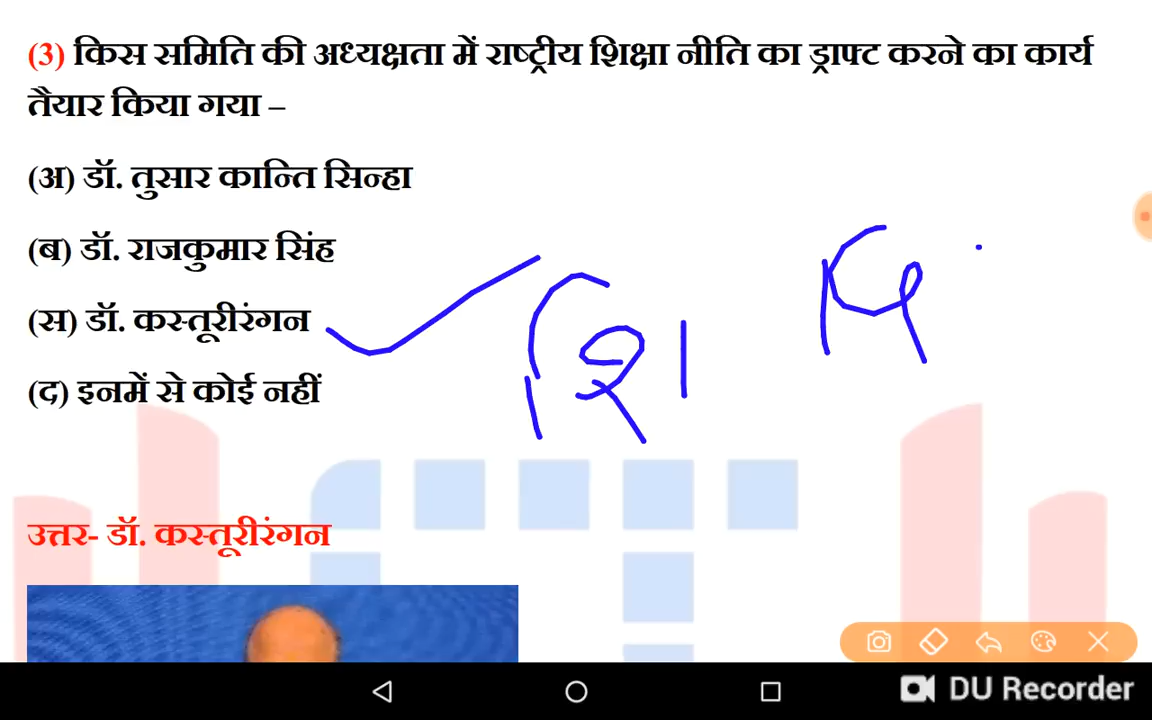 (3) किस समिति की अध्यक्षता में राष्ट्रीय शिक्षा नीति का ड्राफ्ट करने का कार्य
तैयार किया गया –
(अ) डॉ. तुसार कान्ति सिन्हा
(ब) डॉ. राजकुमार सिंह
(स) डॉ. कस्तूरीरंगन
(द) इनमें से कोई नहीं
उत्तर- डॉ. कस्तूरीरंगन
DU Recorder